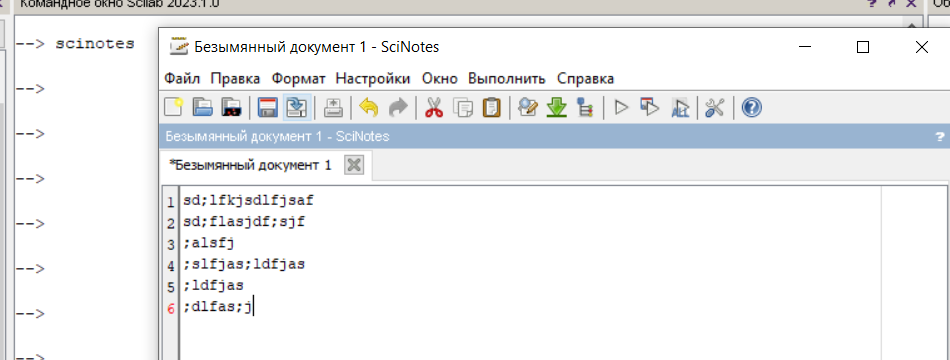 Командное окно Scilab 2023.1.0
--> scinotes
-->
-->
-->
-->
-->
-->
-->
Безымянный документ 1 - SciNotes
Файл Правка Формат Настройки Окно Выполнить Справка
Безымянный документ 1 - SciNotes
*Безымянный документ 1
1 sd;lfkjsdlfjsaf
2 sd;flasjdf;sjf
3 ;alsfj
4 ;slfjas;ldfjas
5 ;ldfjas
6 ;dlfas;j